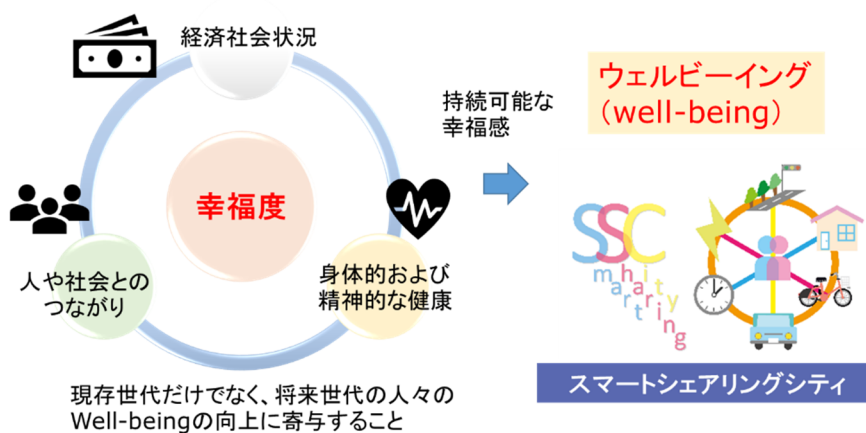 経済社会状況
幸福度
人や社会との
つながり
身体的および
精神的な健康
現存世代だけでなく、将来世代の人々の
Well-beingの向上に寄与すること
持続可能な
幸福感
ウェルビーイング
（well-being）
SSC
mart
haring
ity
スマートシェアリングシティ